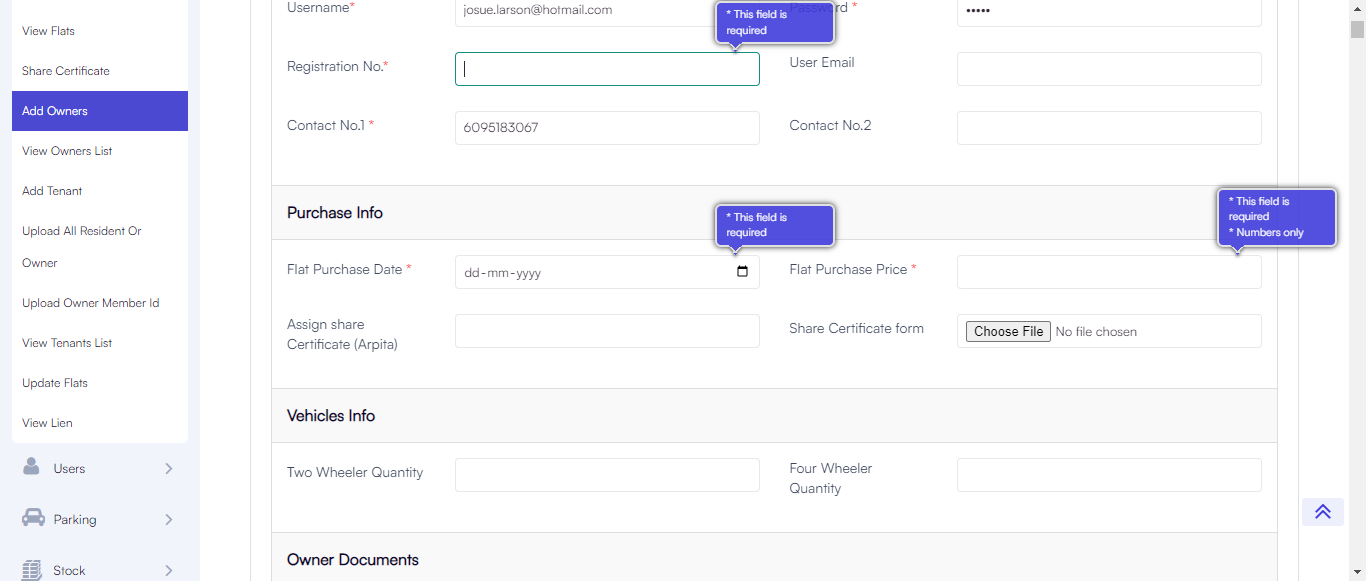 View Flats
Share Certificate
Add Owners
View Owners List
Add Tenant
Upload All Resident Or
Owner
Upload Owner Member Id
View Tenants List
Update Flats
View Lien
Users
Parking
Stock
Username*
josue.larson@hotmail.com
Password *
•••••
* This field is
required
Registration No.*
User Email
Contact No.1 *
6095183067
Contact No.2
Purchase Info
* This field is
required
* This field is
required
* Numbers only
Flat Purchase Date *
dd-mm-yyyy
Flat Purchase Price *
Assign share
Certificate (Arpita)
Share Certificate form
Choose File No file chosen
Vehicles Info
Two Wheeler Quantity
Four Wheeler
Quantity
Owner Documents